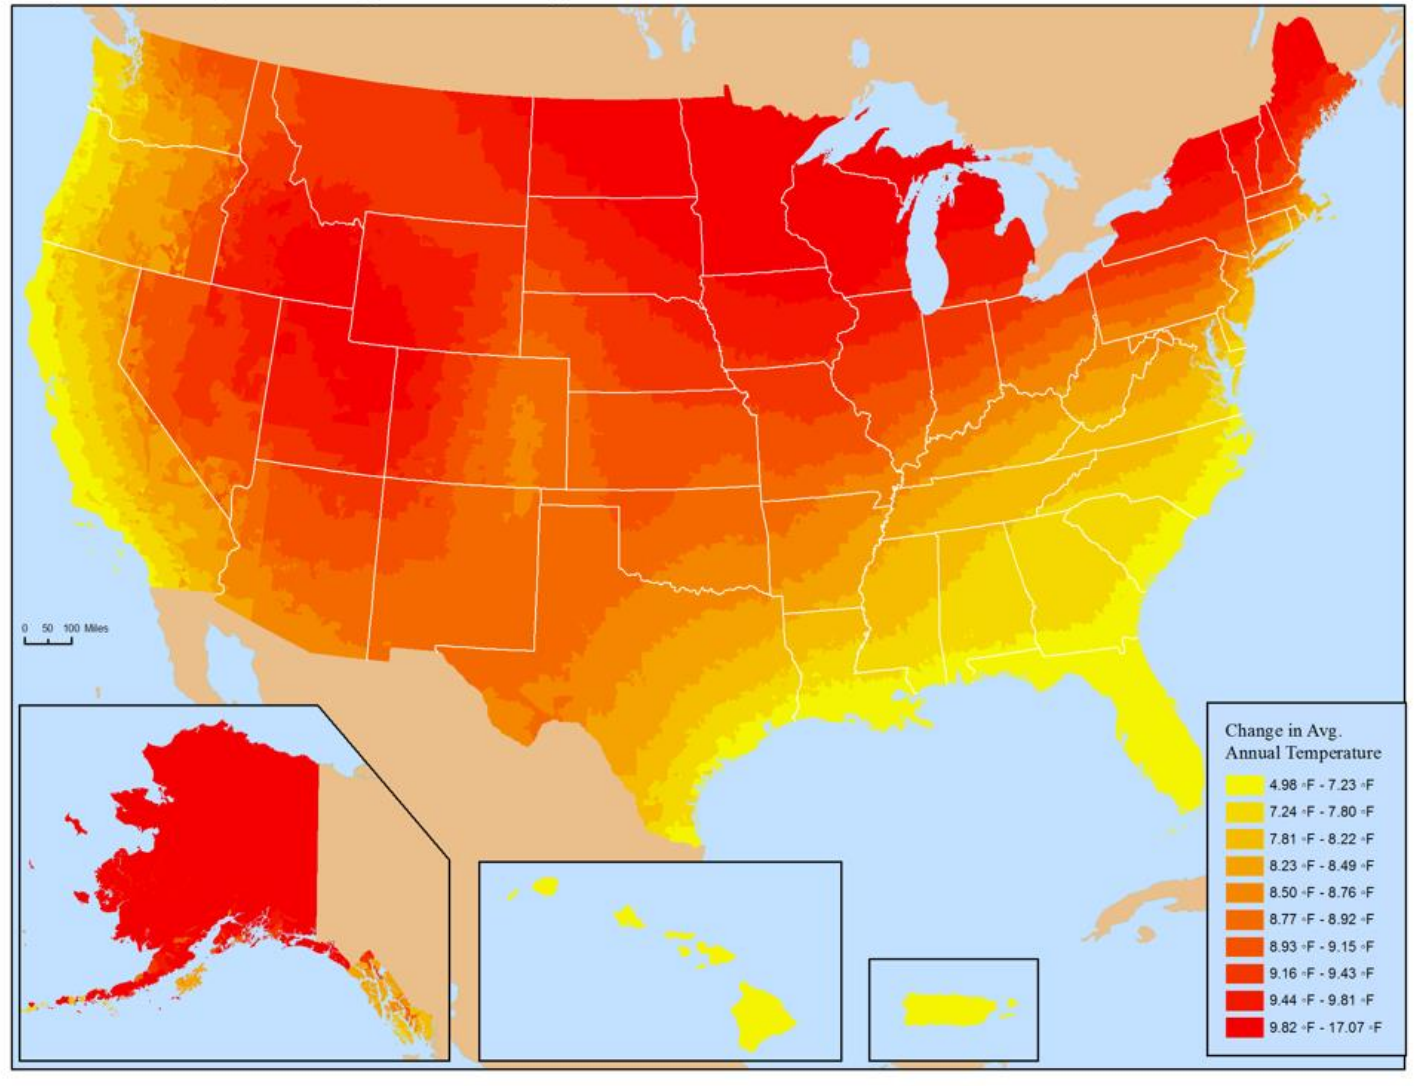 0 50 100 Miles
Change in Avg.
Annual Temperature
4.98 °F - 7.23 °F
7.24 °F - 7.80 °F
7.81 °F - 8.22 °F
8.23 °F - 8.49 °F
8.50 °F - 8.76 °F
8.77 °F - 8.92 °F
8.93 °F - 9.15 °F
9.16 °F - 9.43 °F
9.44 °F - 9.81 °F
9.82 °F - 17.07 °F